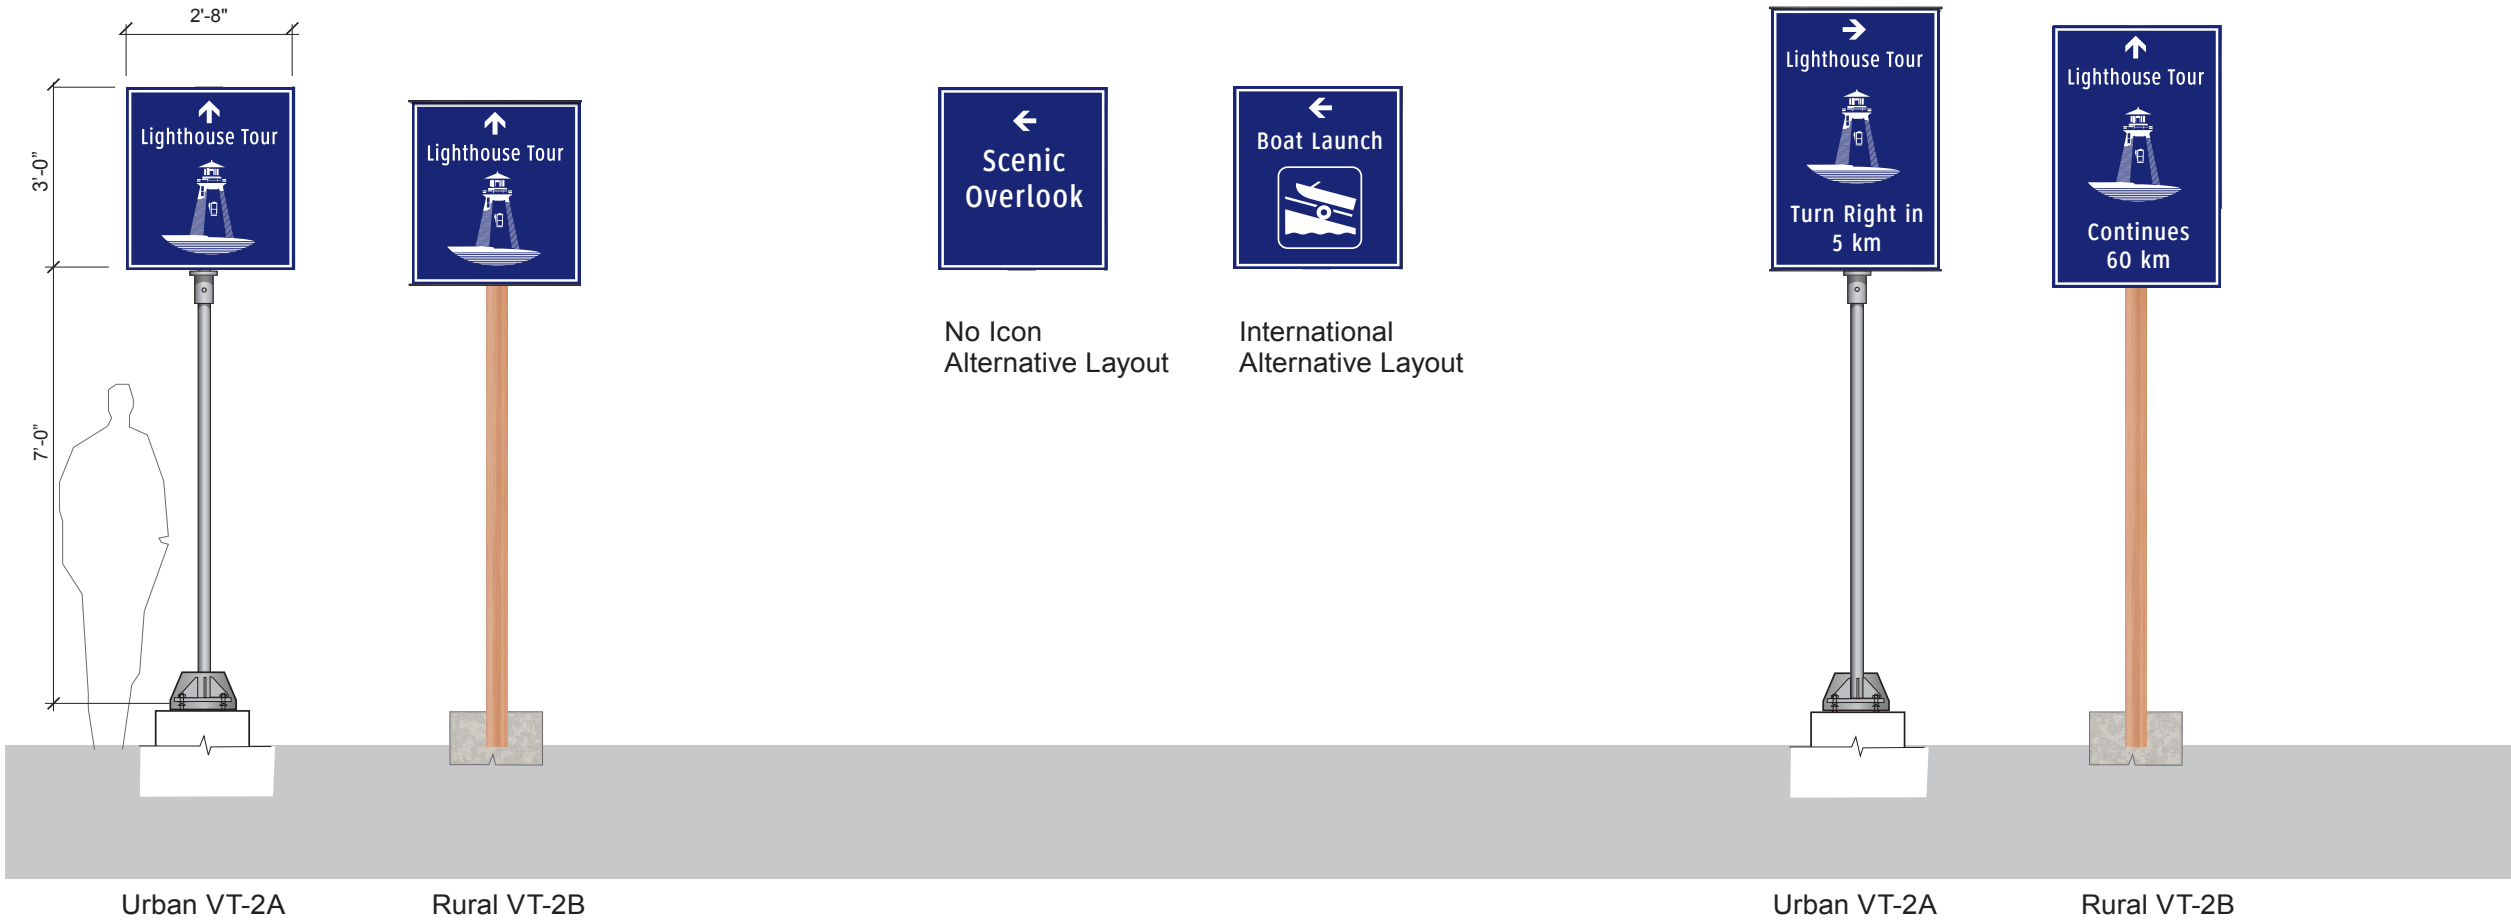 2'-8"
3'-0"
7'-0"
Lighthouse Tour
Lighthouse Tour
Scenic
Overlook
Boat Launch
No Icon
Alternative Layout
International
Alternative Layout
Lighthouse Tour
Turn Right in
5 km
Lighthouse Tour
Continues
60 km
Urban VT-2A
Rural VT-2B
Urban VT-2A
Rural VT-2B